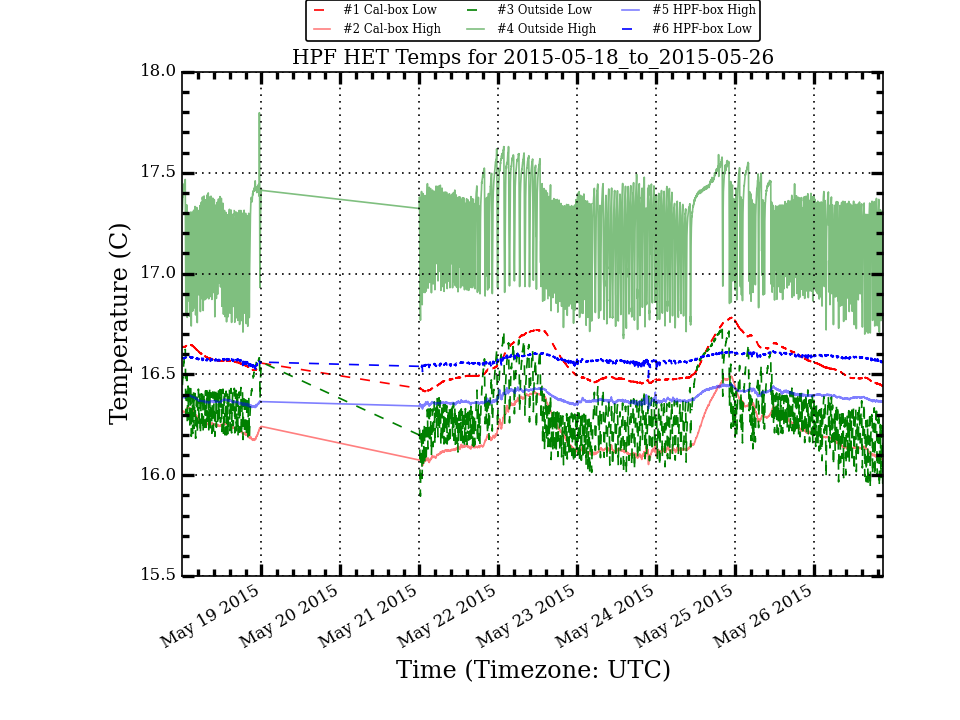 #1 Cal-box Low #3 Outside Low #5 HPF-box High
#2 Cal-box High #4 Outside High #6 HPF-box Low
HPF HET Temps for 2015-05-18_to_2015-05-26
18.0
17.5
17.0
16.5
16.0
15.5
Temperature (C)
May 19 2015 May 20 2015 May 21 2015 May 22 2015 May 23 2015 May 24 2015 May 25 2015 May 26 2015
Time (Timezone: UTC)